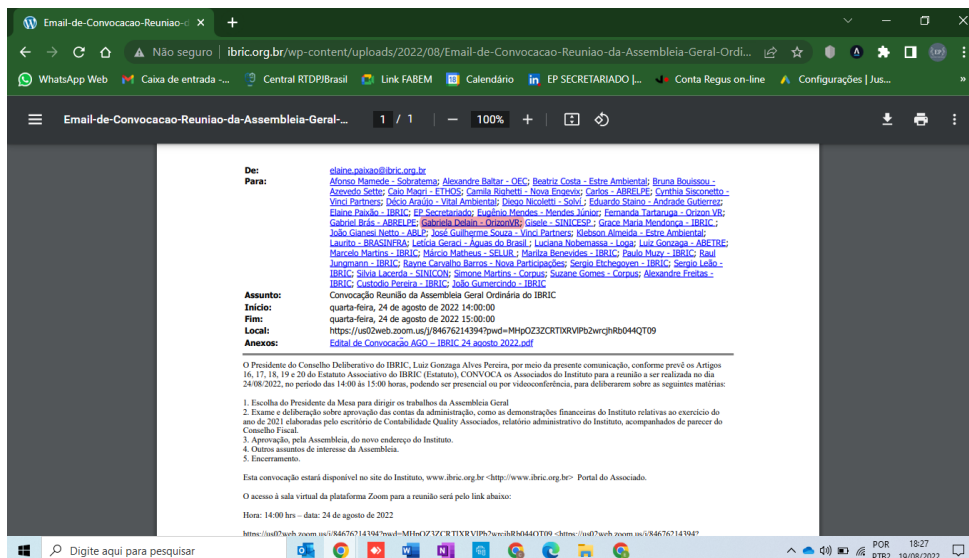 Email-de-Convocacao-Reuniao-d
Não seguro ibric.org.br/wp-content/uploads/2022/08/Email-de-Convocacao-Reuniao-da-Assembleia-Geral-Ordi...
WhatsApp Web Caixa de entrada -... Central RTDPJBrasil Link FABEM Calendário EP SECRETARIADO |... Conta Regus on-line Configurações | Jus... »
Email-de-Convocacao-Reuniao-da-Assembleia-Geral-... 1 / 1 100%
De: elaine.paixao@ibric.org.br
Para: Afonso Mamede - Sobratema; Alexandre Baltar - OEC; Beatriz Costa - Estre Ambiental; Bruna Bouissou -
Azevedo Sette; Caio Magri - ETHOS; Camila Righetti - Nova Engevix; Carlos - ABRELPE; Cynthia Sisconetto -
Vinci Partners; Décio Araújo - Vital Ambiental; Diego Nicoletti - Solví ; Eduardo Staino - Andrade Gutierrez;
Elaine Paixão - IBRIC; EP Secretariado; Eugênio Mendes - Mendes Júnior; Fernanda Tartaruga - Orizon VR;
Gabriel Brás - ABRELPE; Gabriela Delain - OrizonVR; Gisele - SINICESP ; Grace Maria Mendonça - IBRIC ;
João Gianesi Netto - ABLP; José Guilherme Souza - Vinci Partners; Klebson Almeida - Estre Ambiental;
Laurito - BRASINFRA; Letícia Geraci - Águas do Brasil ; Luciana Nobemassa - Loga; Luiz Gonzaga - ABETRE;
Marcelo Martins - IBRIC; Márcio Matheus - SELUR ; Marilza Benevides - IBRIC; Paulo Muzy - IBRIC; Raul
Jungmann - IBRIC; Rayne Carvalho Barros - Nova Participações; Sergio Etchegoyen - IBRIC; Sergio Leão -
IBRIC; Silvia Lacerda - SINICON; Simone Martins - Corpus; Suzane Gomes - Corpus; Alexandre Freitas -
IBRIC; Custodio Pereira - IBRIC; João Gumercindo - IBRIC
Assunto: Convocação Reunião da Assembleia Geral Ordinária do IBRIC
Início: quarta-feira, 24 de agosto de 2022 14:00:00
Fim: quarta-feira, 24 de agosto de 2022 15:00:00
Local: https://us02web.zoom.us/j/84676214394?pwd=MHpOZ3ZCRTlXRVlPb2wrcjhRb044QT09
Anexos: Edital de Convocacão AGO – IBRIC 24 agosto 2022.pdf
O Presidente do Conselho Deliberativo do IBRIC, Luiz Gonzaga Alves Pereira, por meio da presente comunicação, conforme prevê os Artigos
16, 17, 18, 19 e 20 do Estatuto Associativo do IBRIC (Estatuto), CONVOCA os Associados do Instituto para a reunião a ser realizada no dia
24/08/2022, no período das 14:00 às 15:00 horas, podendo ser presencial ou por videoconferência, para deliberarem sobre as seguintes matérias:
1. Escolha do Presidente da Mesa para dirigir os trabalhos da Assembleia Geral
2. Exame e deliberação sobre aprovação das contas da administração, como as demonstrações financeiras do Instituto relativas ao exercício do
ano de 2021 elaboradas pelo escritório de Contabilidade Quality Associados, relatório administrativo do Instituto, acompanhados de parecer do
Conselho Fiscal.
3. Aprovação, pela Assembleia, do novo endereço do Instituto.
4. Outros assuntos de interesse da Assembleia.
5. Encerramento.
Esta convocação estará disponível no site do Instituto, www.ibric.org.br <http://www.ibric.org.br> Portal do Associado.
O acesso à sala virtual da plataforma Zoom para a reunião será pelo link abaixo:
Hora: 14:00 hrs – data: 24 de agosto de 2022
https://us02web.zoom.us/j/84676214394?pwd=MHpOZ3ZCRTlXRVlPb2wrcjhRb044QT09 <https://us02web.zoom.us/j/84676214394?
Digite aqui para pesquisar POR 18:27
PTB2 19/08/2022